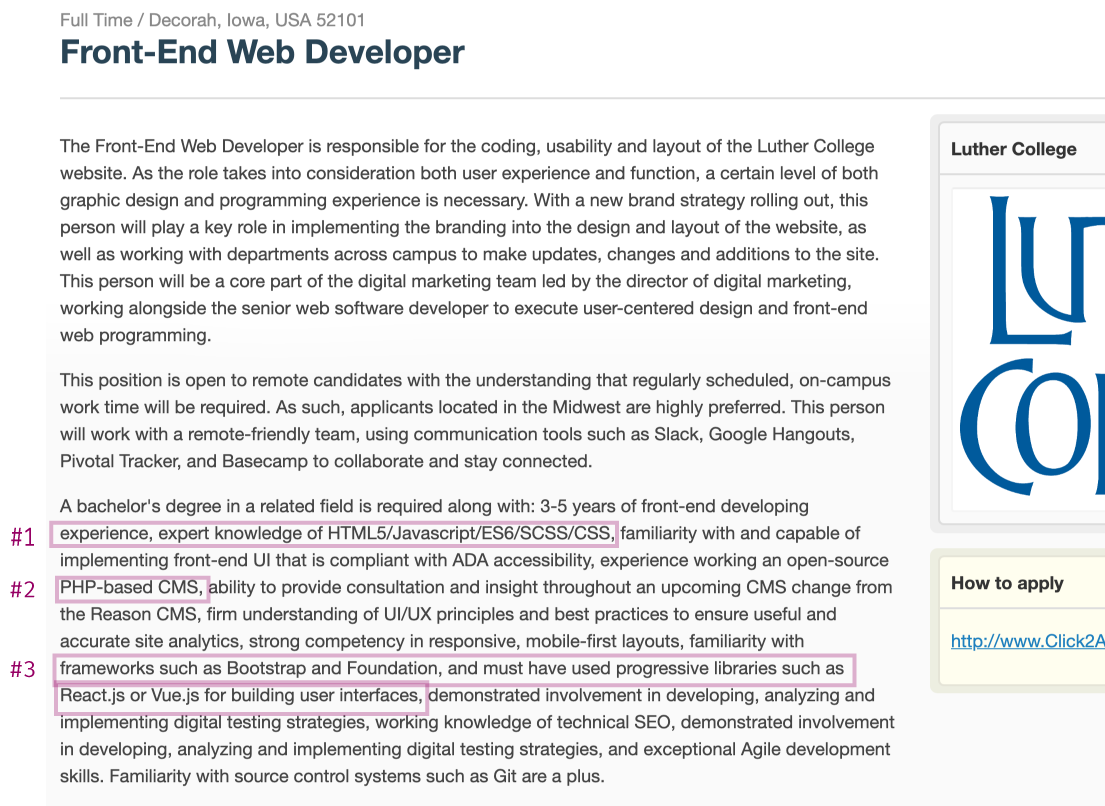 Full Time / Decorah, Iowa, USA 52101
Front-End Web Developer
The Front-End Web Developer is responsible for the coding, usability and layout of the Luther College
website. As the role takes into consideration both user experience and function, a certain level of both
graphic design and programming experience is necessary. With a new brand strategy rolling out, this
person will play a key role in implementing the branding into the design and layout of the website, as
well as working with departments across campus to make updates, changes and additions to the site.
This person will be a core part of the digital marketing team led by the director of digital marketing,
working alongside the senior web software developer to execute user-centered design and front-end
web programming.
This position is open to remote candidates with the understanding that regularly scheduled, on-campus
work time will be required. As such, applicants located in the Midwest are highly preferred. This person
will work with a remote-friendly team, using communication tools such as Slack, Google Hangouts,
Pivotal Tracker, and Basecamp to collaborate and stay connected.
A bachelor's degree in a related field is required along with: 3-5 years of front-end developing
#1 experience, expert knowledge of HTML5/Javascript/ES6/SCSS/CSS, familiarity with and capable of
implementing front-end UI that is compliant with ADA accessibility, experience working an open-source
#2 PHP-based CMS, ability to provide consultation and insight throughout an upcoming CMS change from
the Reason CMS, firm understanding of UI/UX principles and best practices to ensure useful and
accurate site analytics, strong competency in responsive, mobile-first layouts, familiarity with
#3 frameworks such as Bootstrap and Foundation, and must have used progressive libraries such as
React.js or Vue.js for building user interfaces, demonstrated involvement in developing, analyzing and
implementing digital testing strategies, working knowledge of technical SEO, demonstrated involvement
in developing, analyzing and implementing digital testing strategies, and exceptional Agile development
skills. Familiarity with source control systems such as Git are a plus.
Luther College
LU
CO
How to apply
http://www.Click2A